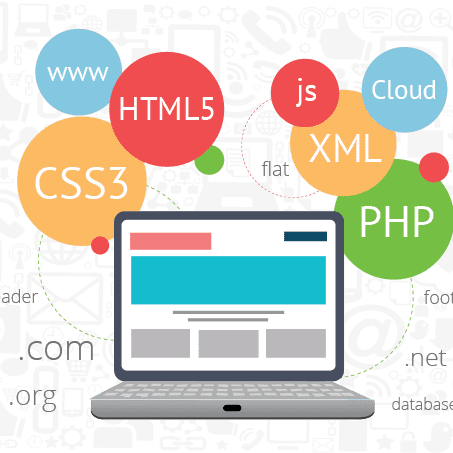 www
HTML5
js
Cloud
CSS3
flat
XML
PHP
ader
foot
.com
.net
.org
database